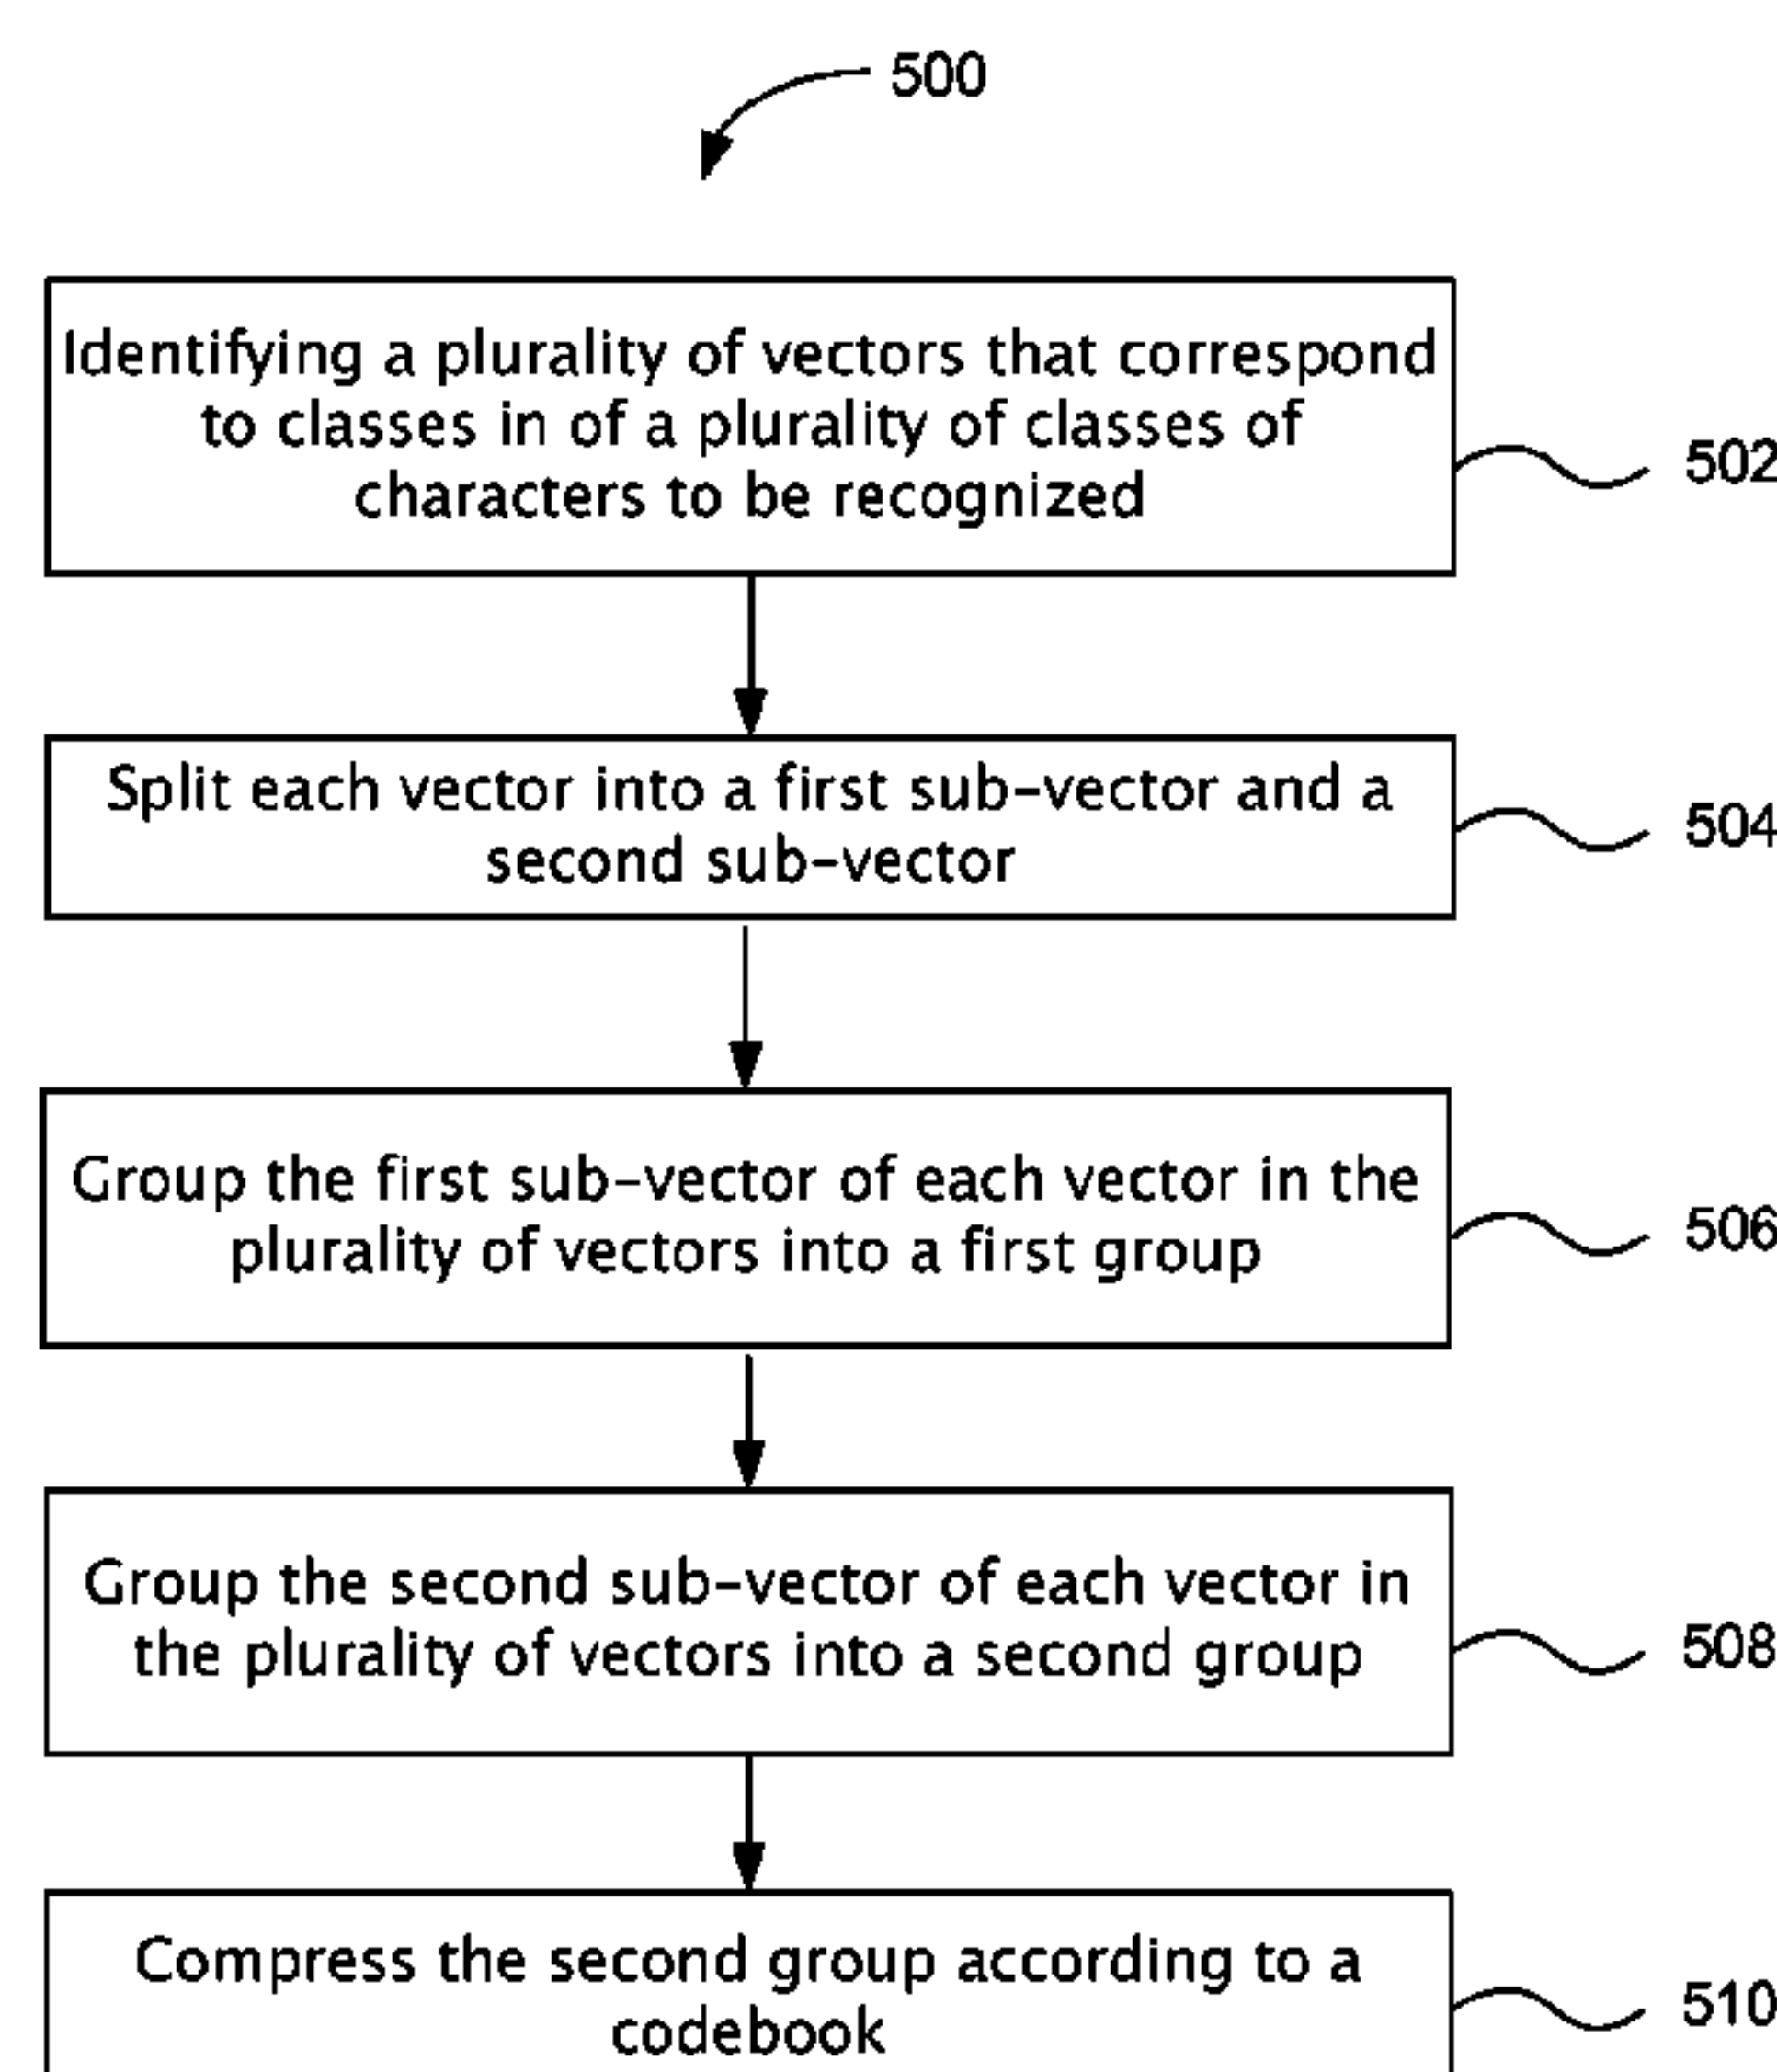 500
Identifying a plurality of vectors that correspond
to classes in of a plurality of classes of
characters to be recognized
502
Split each vector into a first sub-vector and a
second sub-vector
504
Group the first sub-vector of each vector in the
plurality of vectors into a first group
506
Group the second sub-vector of each vector in
the plurality of vectors into a second group
508
Compress the second group according to a
codebook
510